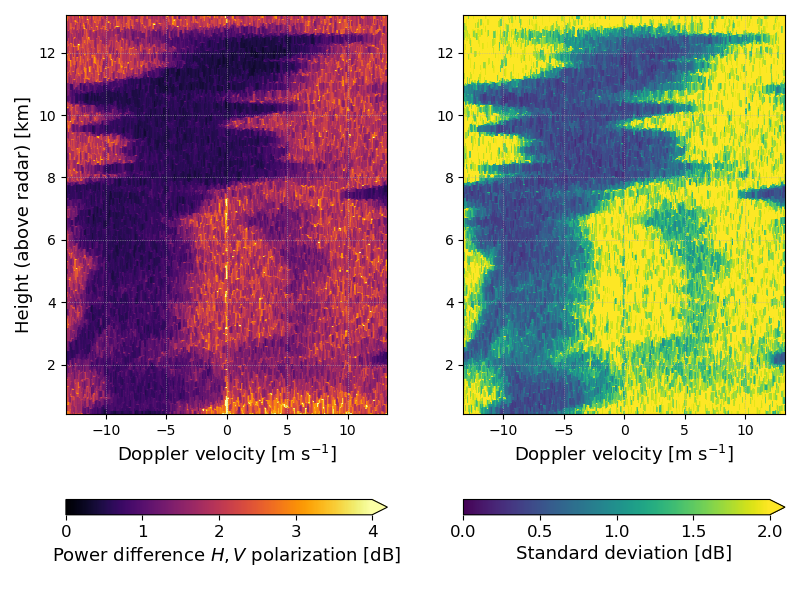 12
10
8
6
4
2
Height (above radar) [km]
−10 −5 0 5 10
Doppler velocity [m s⁻¹]
0 1 2 3 4
Power difference H, V polarization [dB]
12
10
8
6
4
2
−10 −5 0 5 10
Doppler velocity [m s⁻¹]
0.0 0.5 1.0 1.5 2.0
Standard deviation [dB]